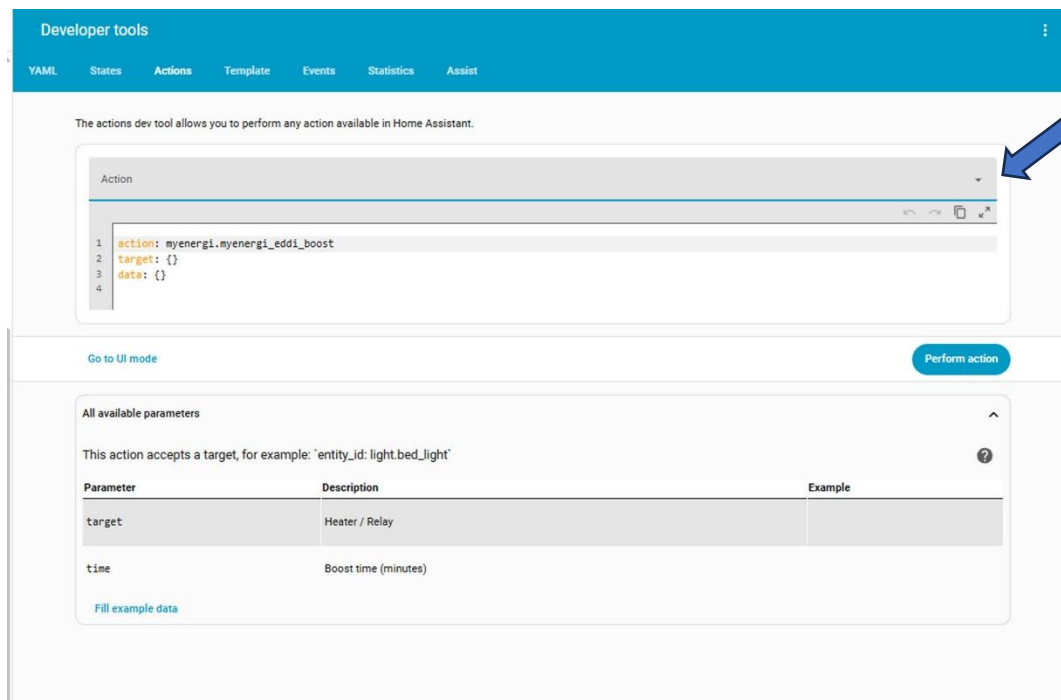 Developer tools
YAML States Actions Template Events Statistics Assist
The actions dev tool allows you to perform any action available in Home Assistant.
Action
1 action: myenergi.myenergi_eddi_boost
2 target: {}
3 data: {}
4
Go to UI mode Perform action
All available parameters
This action accepts a target, for example: `entity_id: light.bed_light`
Parameter Description Example
target Heater / Relay
time Boost time (minutes)
Fill example data